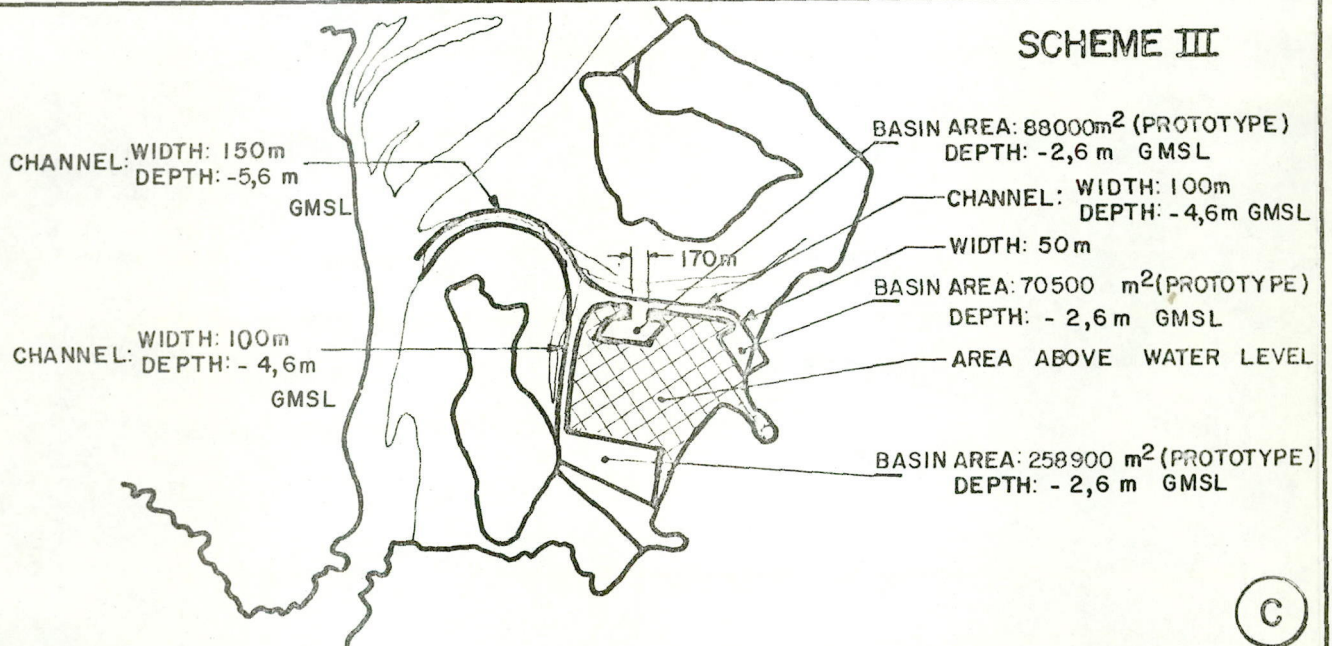 SCHEME III
CHANNEL: WIDTH: 150m
DEPTH: -5,6 m
GMSL
CHANNEL: WIDTH: 100m
DEPTH: - 4,6m
GMSL
170m
BASIN AREA: 88000m² (PROTOTYPE)
DEPTH: -2,6 m GMSL
CHANNEL: WIDTH: 100m
DEPTH: - 4,6m GMSL
WIDTH: 50m
BASIN AREA: 70500 m² (PROTOTYPE)
DEPTH: - 2,6 m GMSL
AREA ABOVE WATER LEVEL
BASIN AREA: 258900 m² (PROTOTYPE)
DEPTH: - 2,6 m GMSL
C